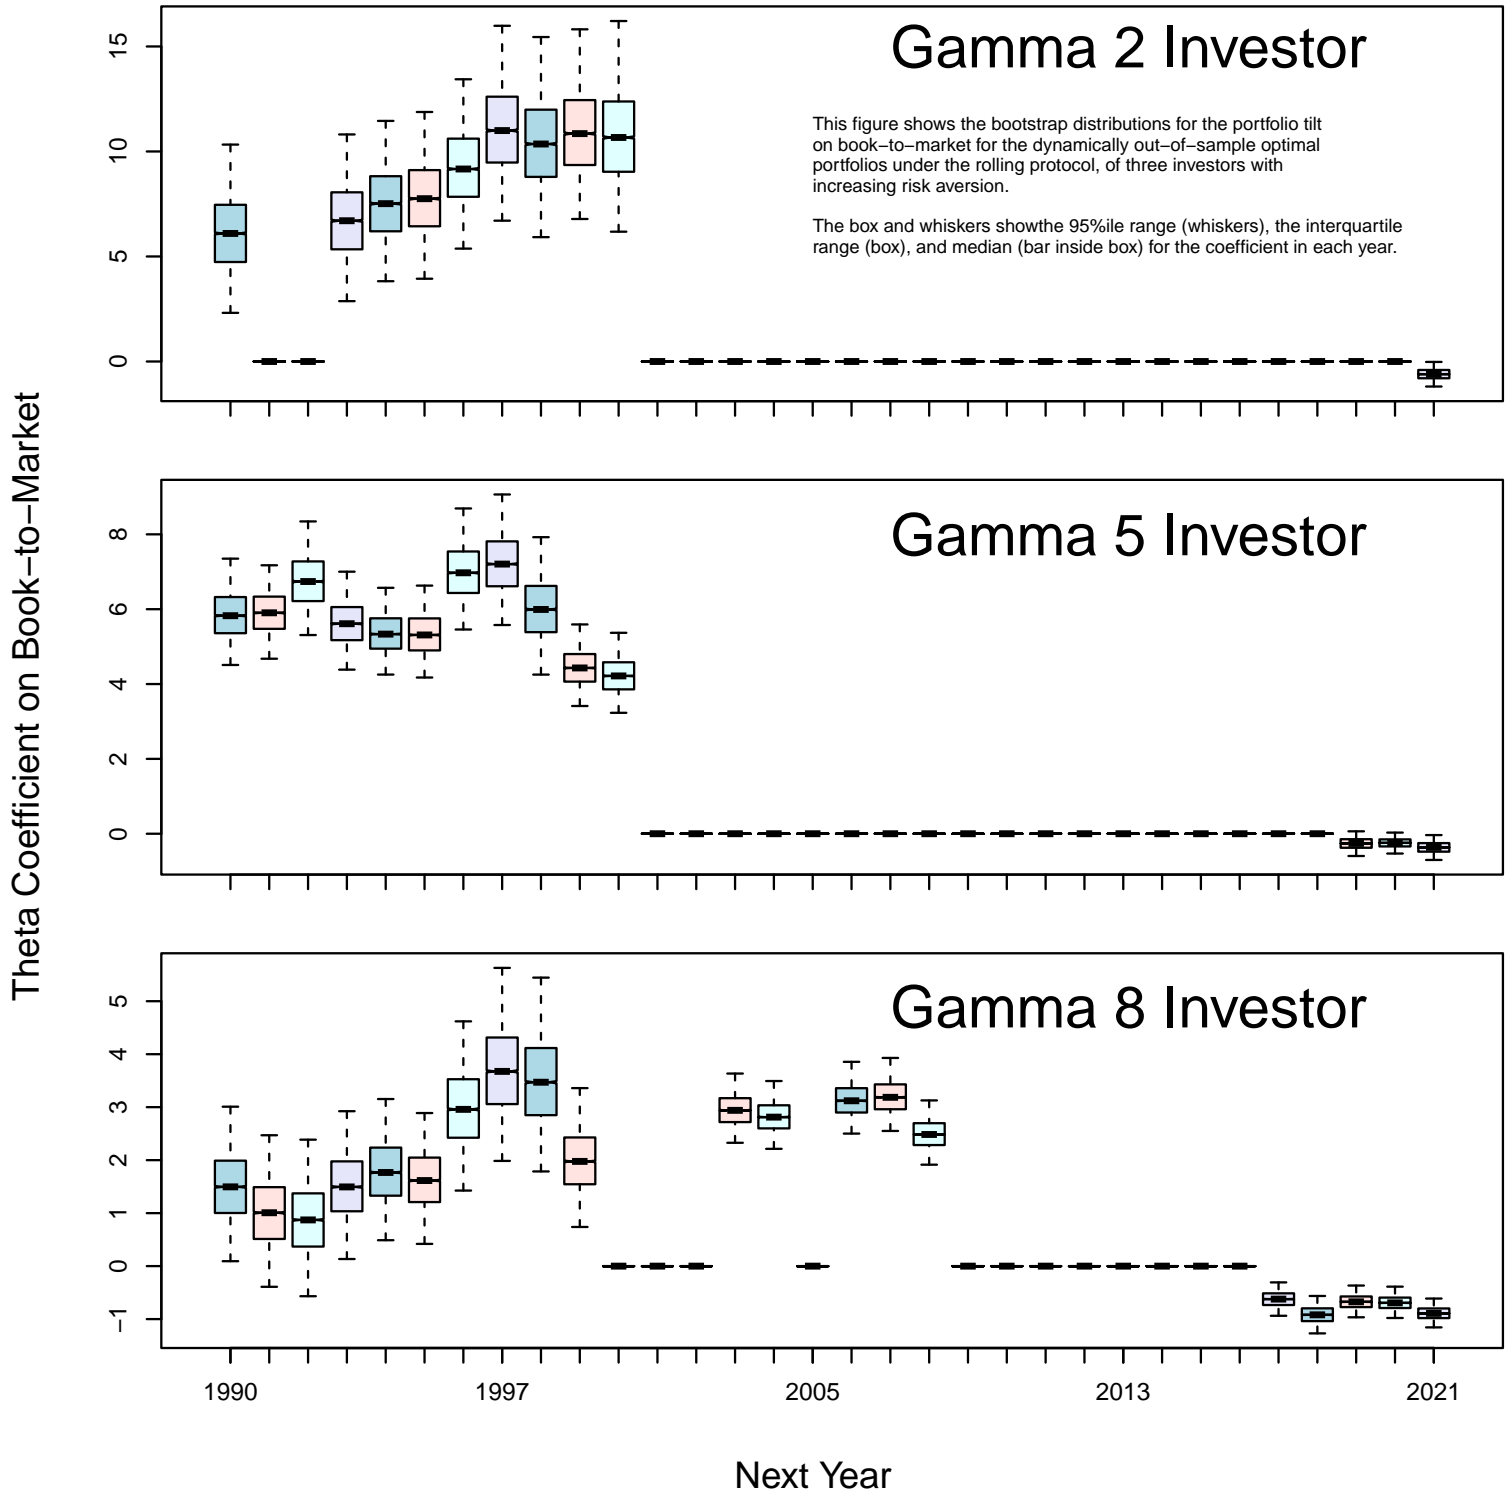 Theta Coefficient on Book−to−Market
Gamma 2 Investor
This figure shows the bootstrap distributions for the portfolio tilt
on book−to−market for the dynamically out−of−sample optimal
portfolios under the rolling protocol, of three investors with
increasing risk aversion.
The box and whiskers showthe 95%ile range (whiskers), the interquartile
range (box), and median (bar inside box) for the coefficient in each year.
15
10
5
0
Gamma 5 Investor
8
6
4
2
0
Gamma 8 Investor
5
4
3
2
1
0
−1
1990 1997 2005 2013 2021
Next Year